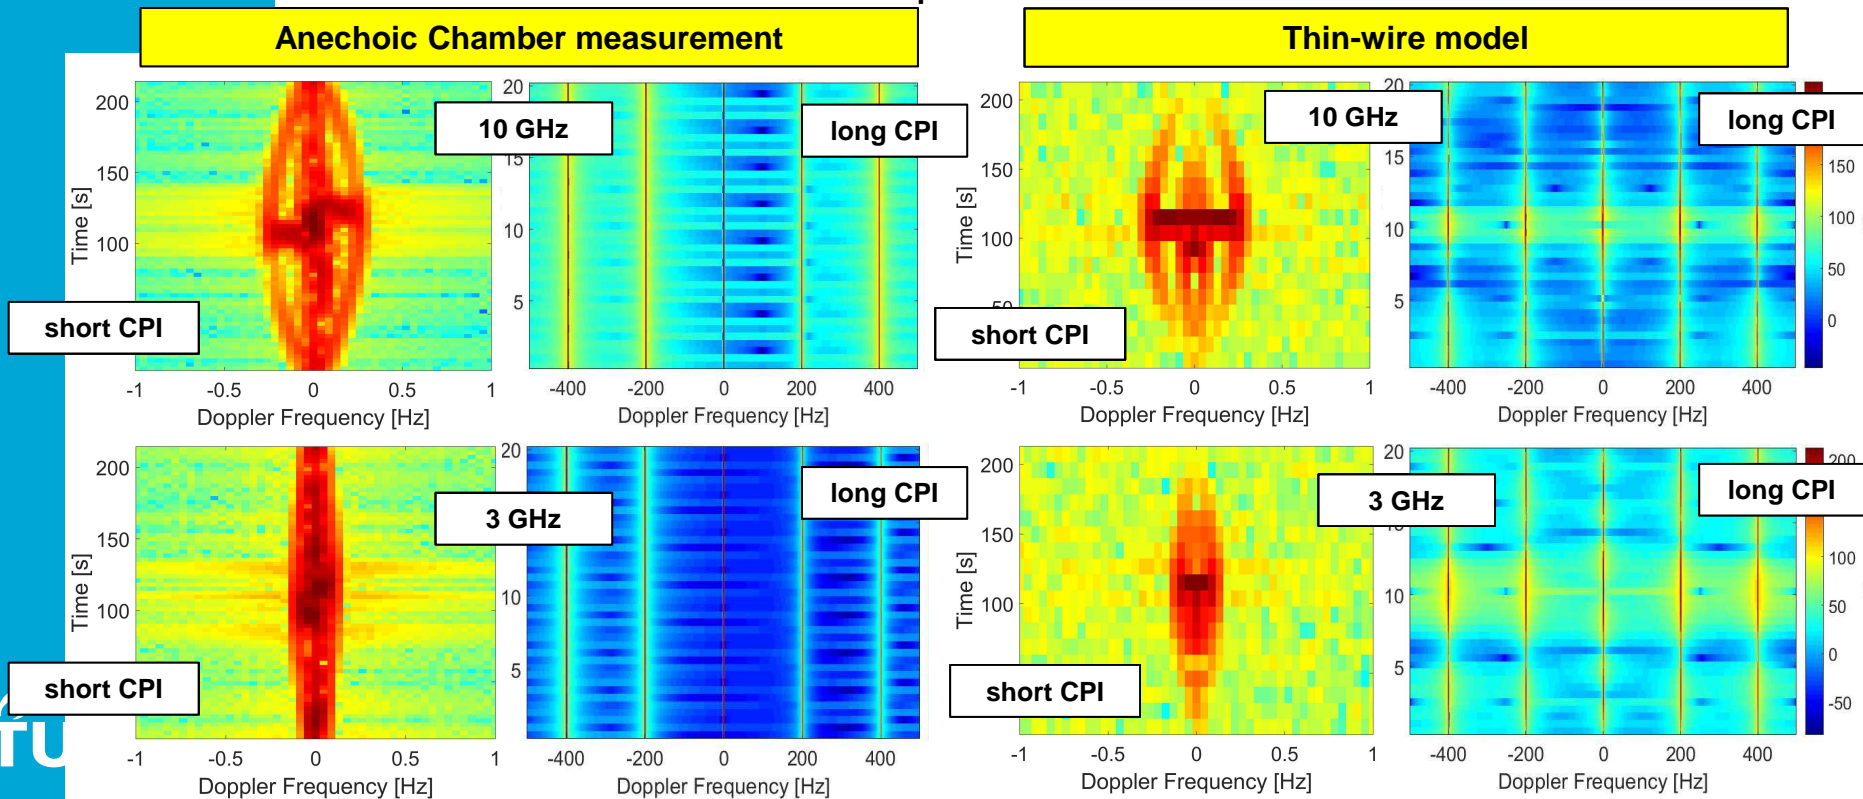 Anechoic Chamber measurement
Thin-wire model
200
150
100
Time [s]
-1 -0.5 0 0.5 1
Doppler Frequency [Hz]
short CPI
10 GHz
20
15
10
5
-400 -200 0 200 400
Doppler Frequency [Hz]
long CPI
200
150
100
50
Time [s]
-1 -0.5 0 0.5 1
Doppler Frequency [Hz]
short CPI
10 GHz
20
15
10
5
-400 -200 0 200 400
Doppler Frequency [Hz]
long CPI
150
100
50
0
200
150
100
Time [s]
-1 -0.5 0 0.5 1
Doppler Frequency [Hz]
short CPI
3 GHz
20
10
5
-400 -200 0 200 400
Doppler Frequency [Hz]
long CPI
200
150
100
Time [s]
-1 -0.5 0 0.5 1
Doppler Frequency [Hz]
short CPI
3 GHz
20
10
5
-400 -200 0 200 400
Doppler Frequency [Hz]
long CPI
200
100
50
0
-50